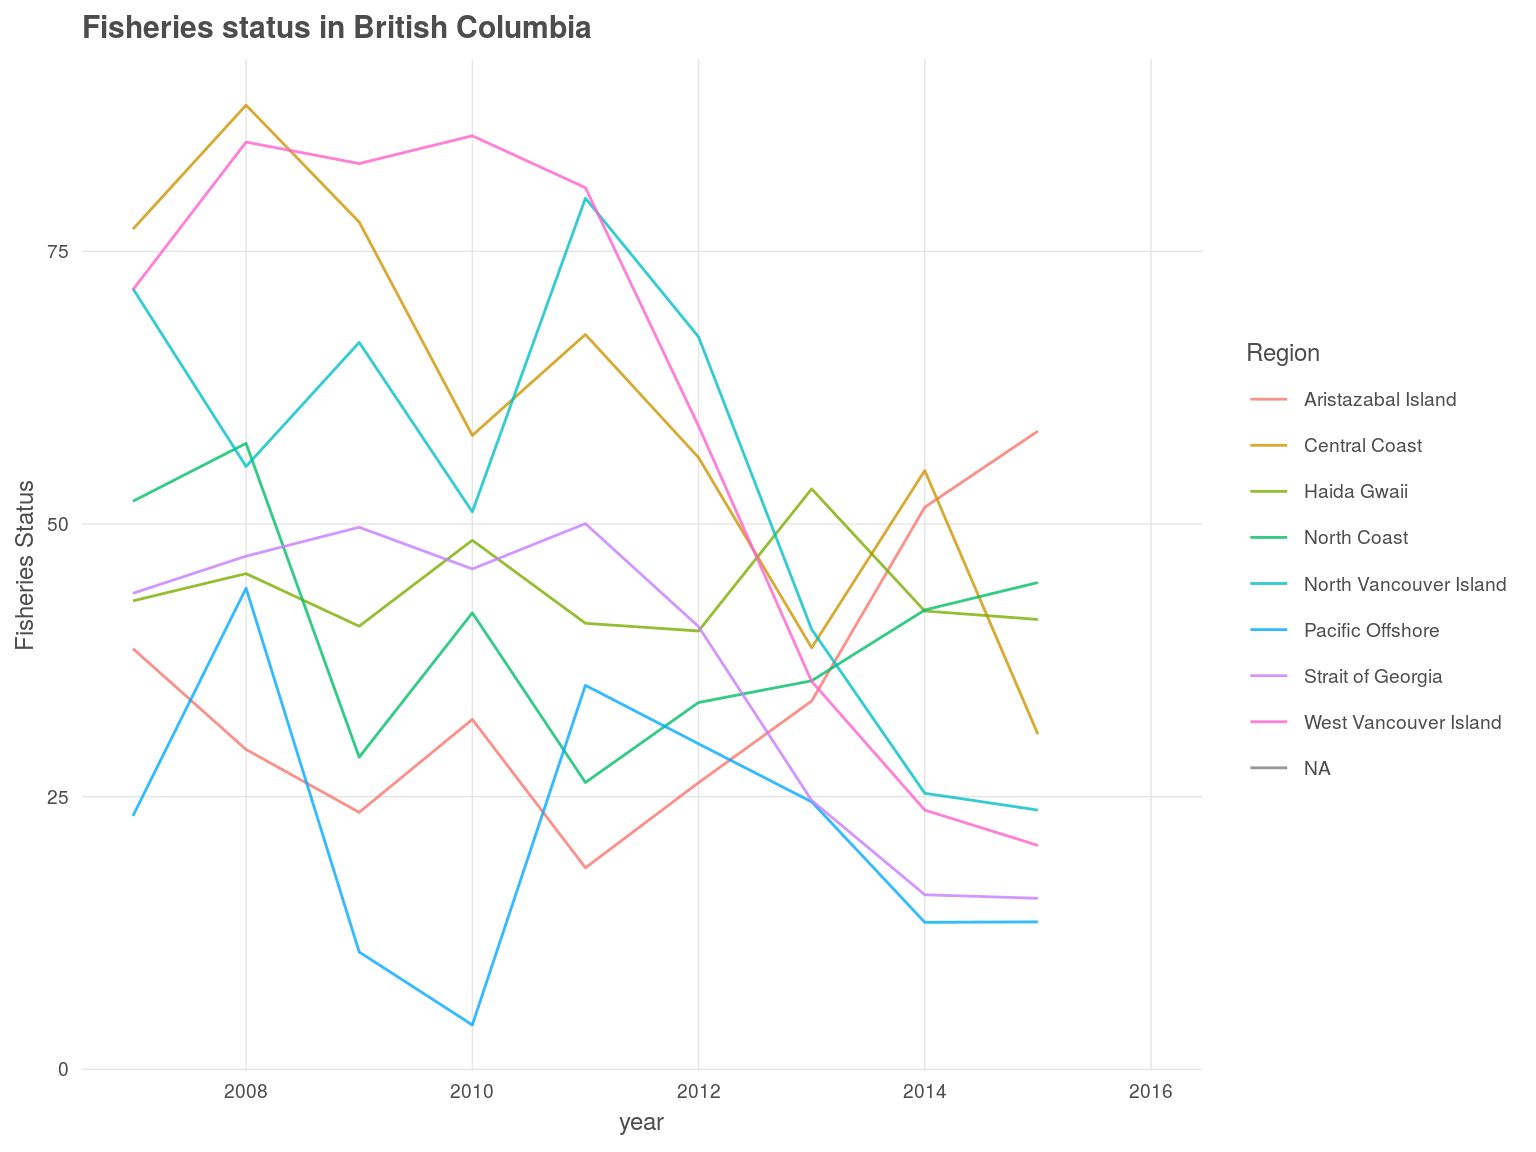 Fisheries status in British Columbia
Fisheries Status
75
50
25
0
2008
2010
2012
2014
2016
year
Region
Aristazabal Island
Central Coast
Haida Gwaii
North Coast
North Vancouver Island
Pacific Offshore
Strait of Georgia
West Vancouver Island
NA